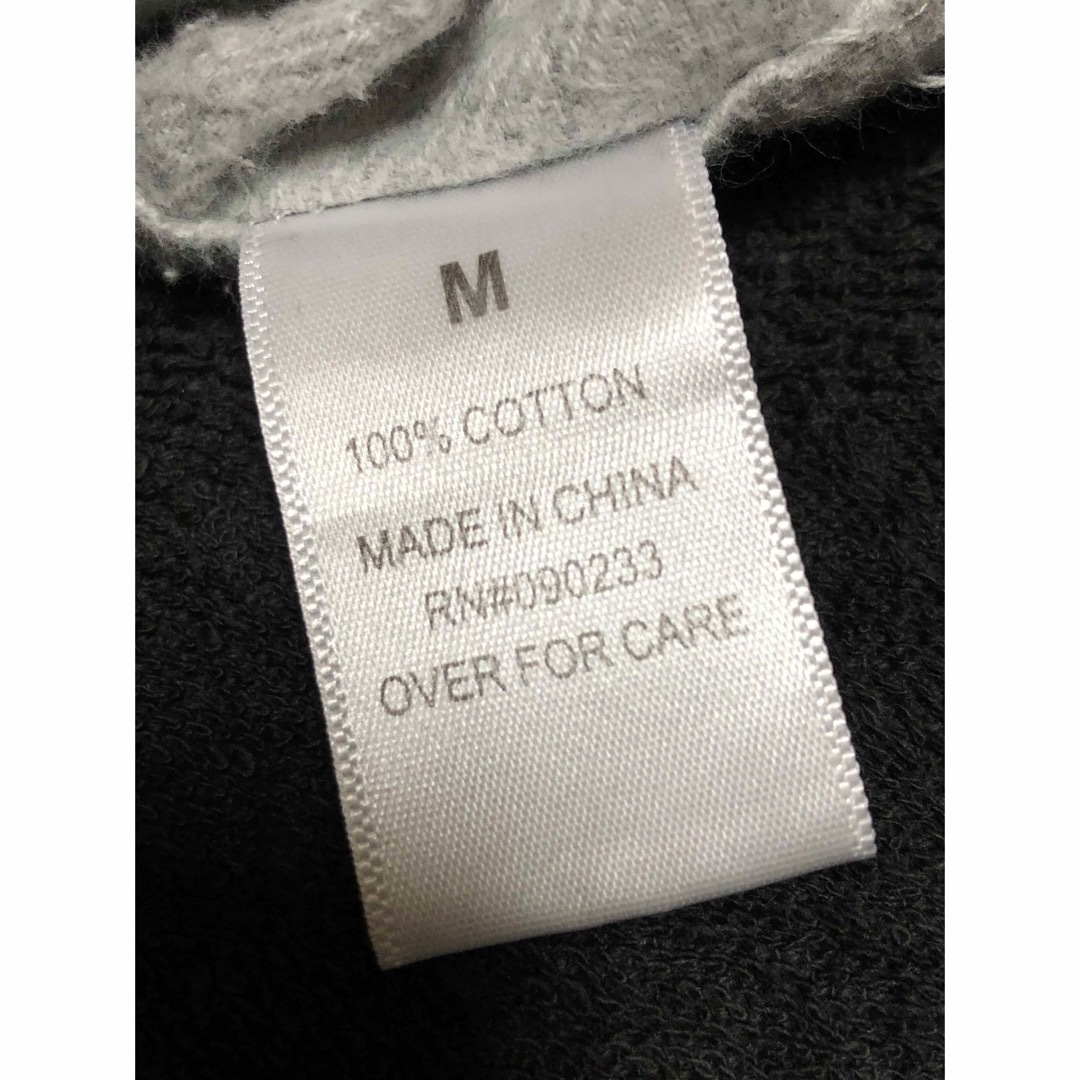 M
100% COTTON
MADE IN CHINA
RN#090233
OVER FOR CARE